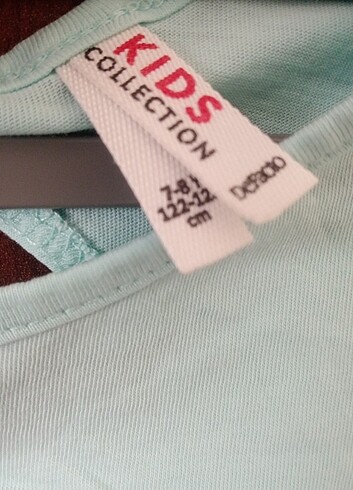 KIDS
COLLECTION
DeFacto
7-8
122-12
cm